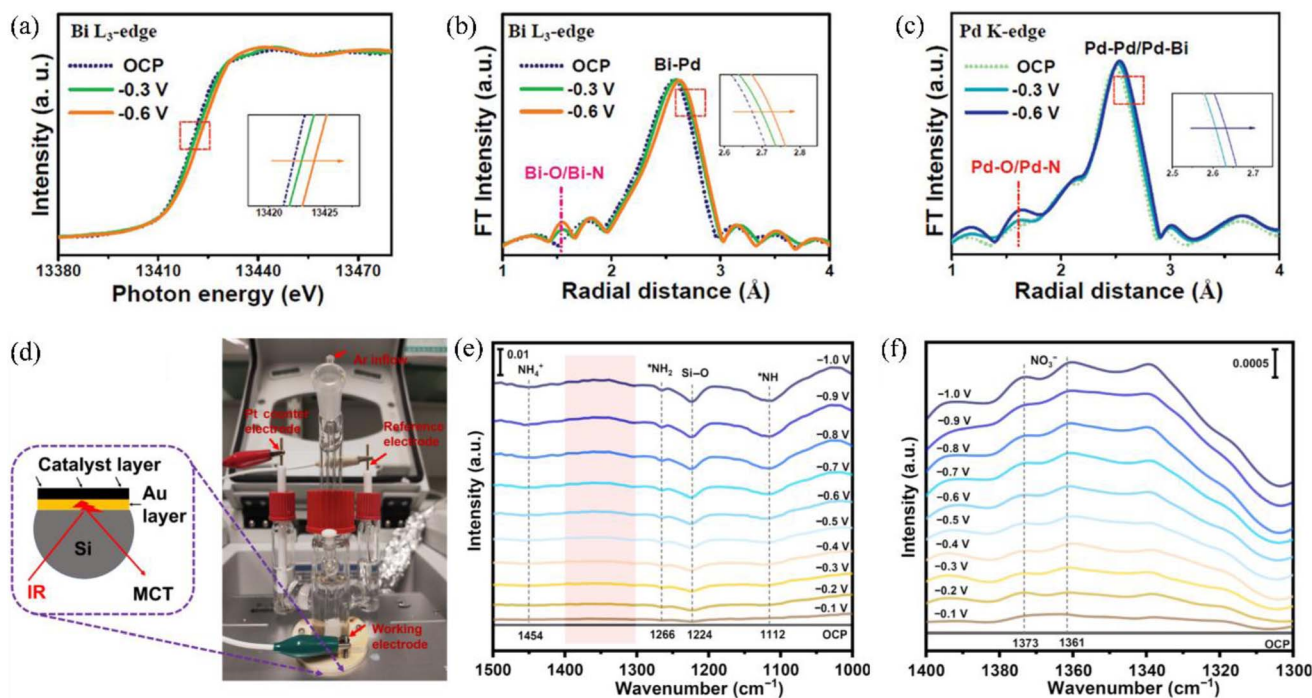 (a)
Bi L₃-edge
OCP
-0.3 V
-0.6 V
13420 13425
Intensity (a. u.)
13380 13410 13440 13470
Photon energy (eV)
(b)
Bi L₃-edge
OCP
-0.3 V
-0.6 V
Bi-Pd
2.6 2.7 2.8
Bi-O/Bi-N
FT Intensity (a.u.)
1 2 3 4
Radial distance (Å)
(c)
Pd K-edge
Pd-Pd/Pd-Bi
OCP
-0.3 V
-0.6 V
2.5 2.6 2.7
Pd-O/Pd-N
FT Intensity (a.u.)
1 2 3 4
Radial distance (Å)
(d)
Ar inflow
Pt counter
electrode
Reference
electrode
Catalyst layer
Au
layer
Si
IR
MCT
Working
electrode
(e)
0.01
NH₄⁺
*NH₂
Si–O
*NH
−1.0 V
−0.9 V
−0.8 V
−0.7 V
−0.6 V
−0.5 V
−0.4 V
−0.3 V
−0.2 V
−0.1 V
OCP
1454 1266 1224 1112
Intensity (a.u.)
1500 1400 1300 1200 1100 1000
Wavenumber (cm⁻¹)
(f)
NO₃⁻
0.0005
−1.0 V
−0.9 V
−0.8 V
−0.7 V
−0.6 V
−0.5 V
−0.4 V
−0.3 V
−0.2 V
−0.1 V
OCP
1373 1361
Intensity (a.u.)
1400 1380 1360 1340 1320 1300
Wavenumber (cm⁻¹)